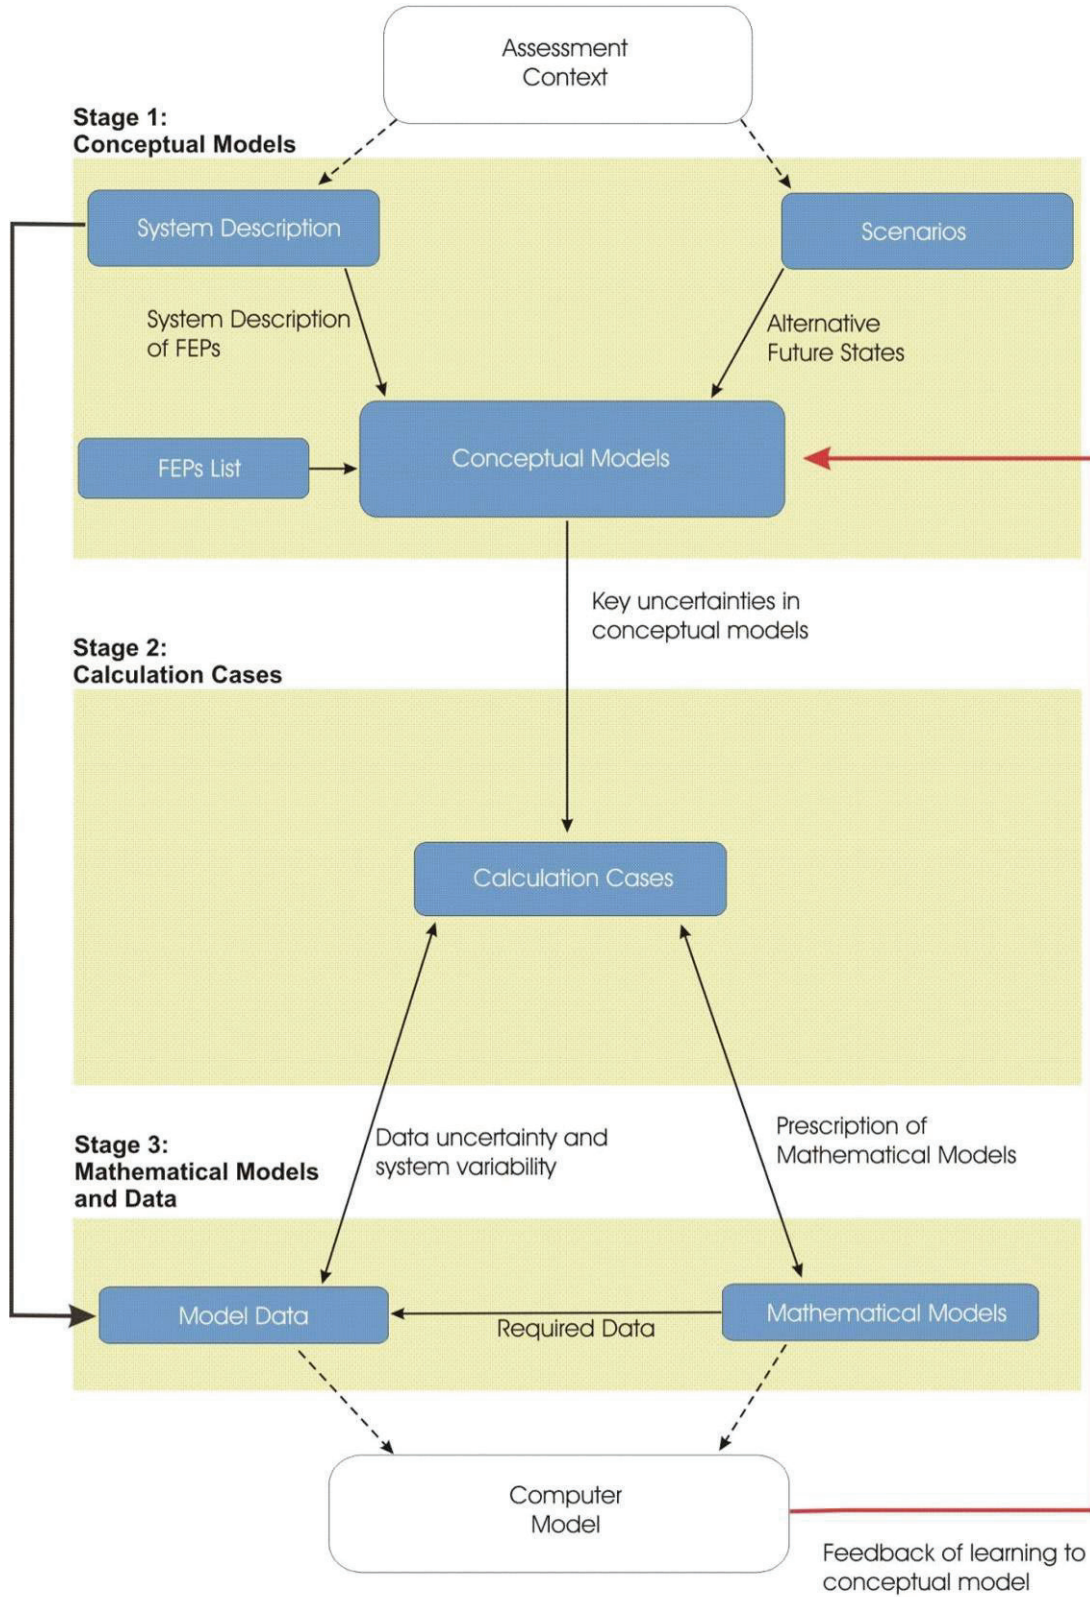 Assessment
Context
Stage 1:
Conceptual Models
System Description
Scenarios
System Description
of FEPs
Alternative
Future States
FEPs List
Conceptual Models
Key uncertainties in
conceptual models
Stage 2:
Calculation Cases
Calculation Cases
Data uncertainty and
system variability
Prescription of
Mathematical Models
Stage 3:
Mathematical Models
and Data
Model Data
Required Data
Mathematical Models
Computer
Model
Feedback of learning to
conceptual model